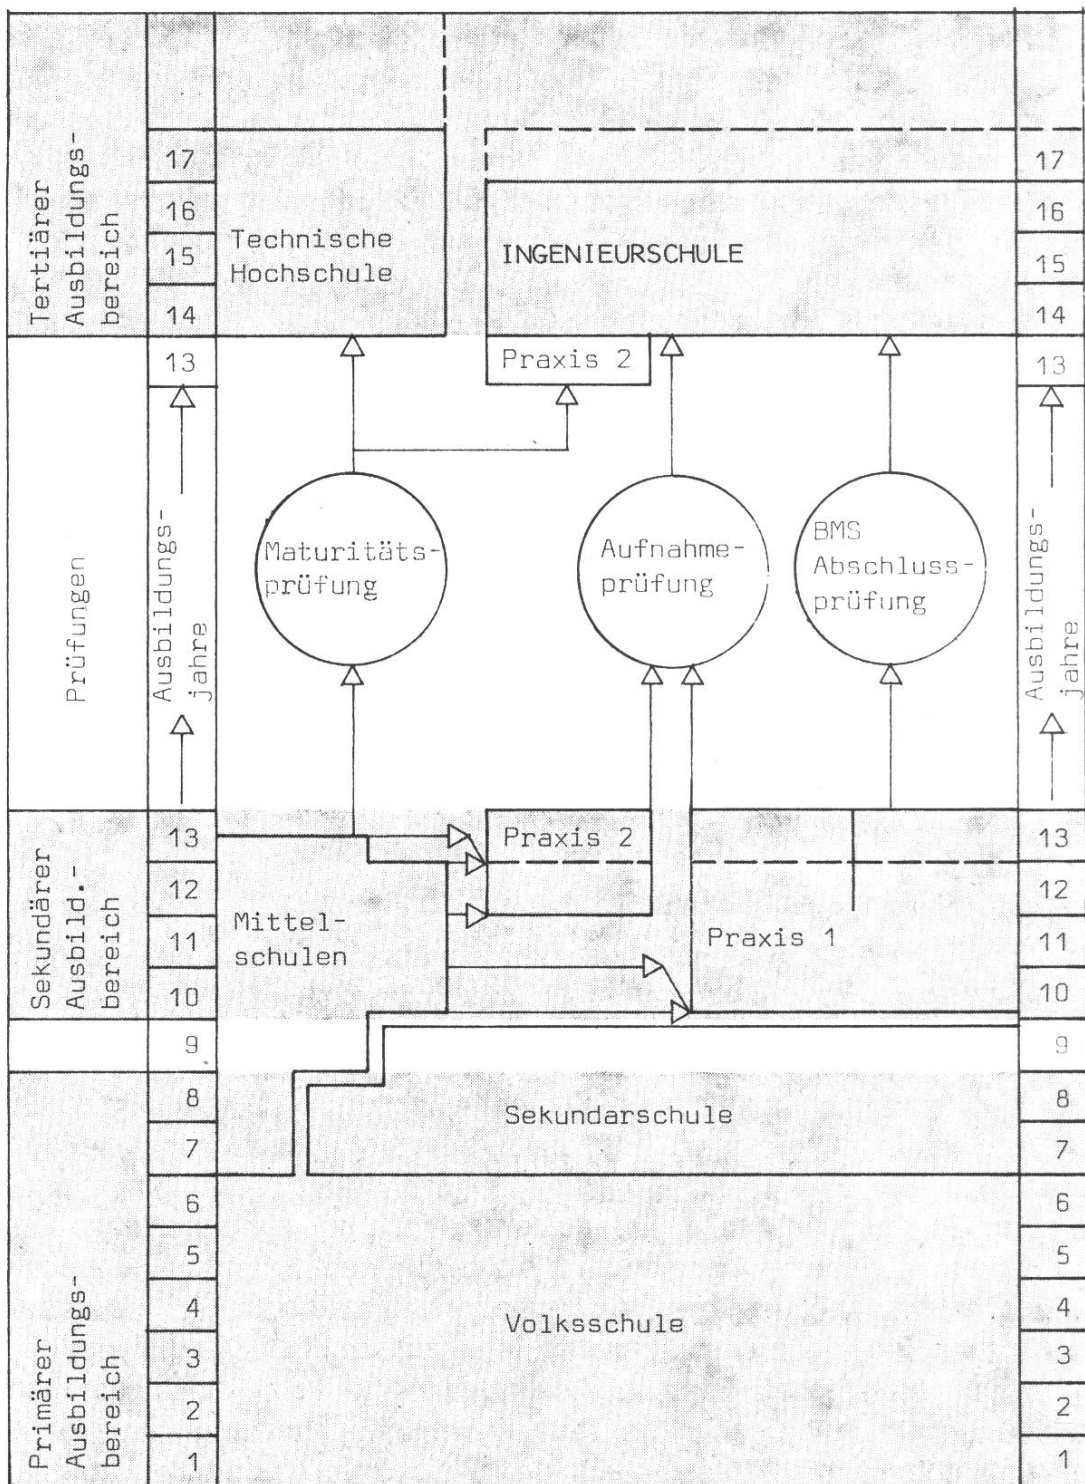 Tertiärer
Ausbildungs-
bereich
17
16
15
14
13
Technische
Hochschule
INGENIEURSCHULE
Praxis 2
17
16
15
14
13
Prüfungen
Ausbildungs-
jahre
Maturitäts-
prüfung
Aufnahme-
prüfung
BMS
Abschluss-
prüfung
Ausbildungs-
jahre
Sekundärer
Ausbild.-
bereich
13
12
11
10
9
Mittel-
schulen
Praxis 2
Praxis 1
13
12
11
10
9
8
7
Sekundarschule
8
7
Primärer
Ausbildungs-
bereich
6
5
4
3
2
1
Volksschule
6
5
4
3
2
1